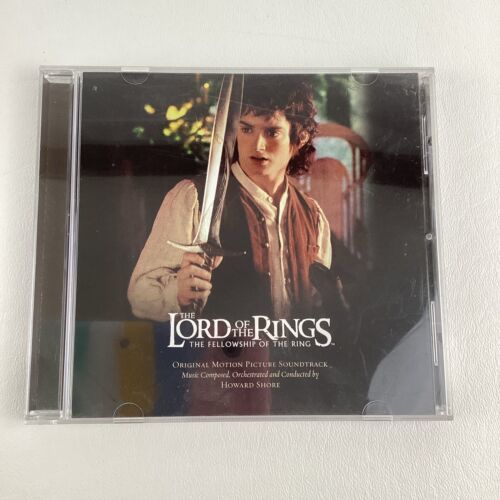 THE
LORD OF THE RINGS
THE FELLOWSHIP OF THE RING™
ORIGINAL MOTION PICTURE SOUNDTRACK
Music Composed, Orchestrated and Conducted by
HOWARD SHORE